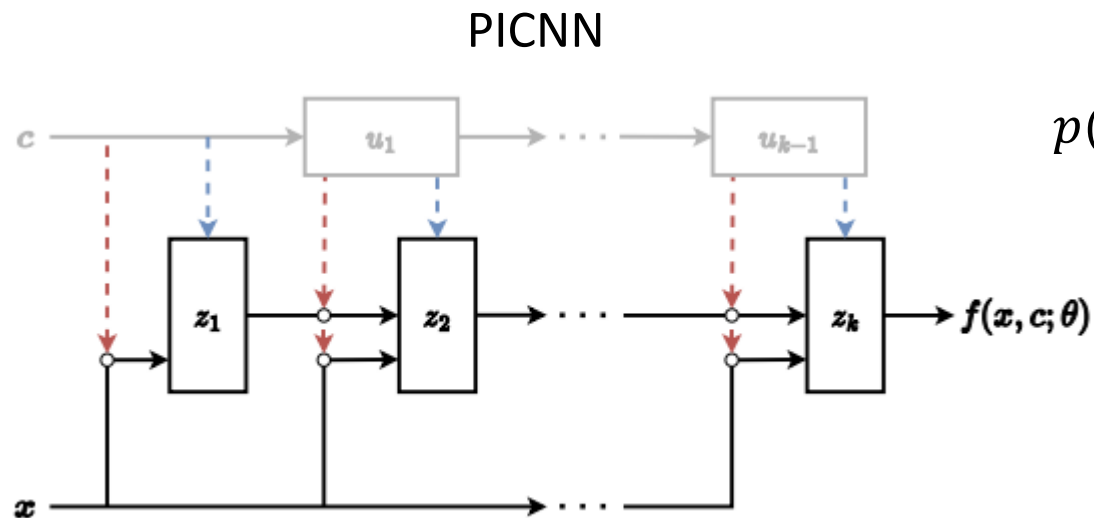 PICNN
p(
c u₁ · · · uₖ₋₁
z₁ z₂ · · · zₖ f(x, c; θ)
x · · ·